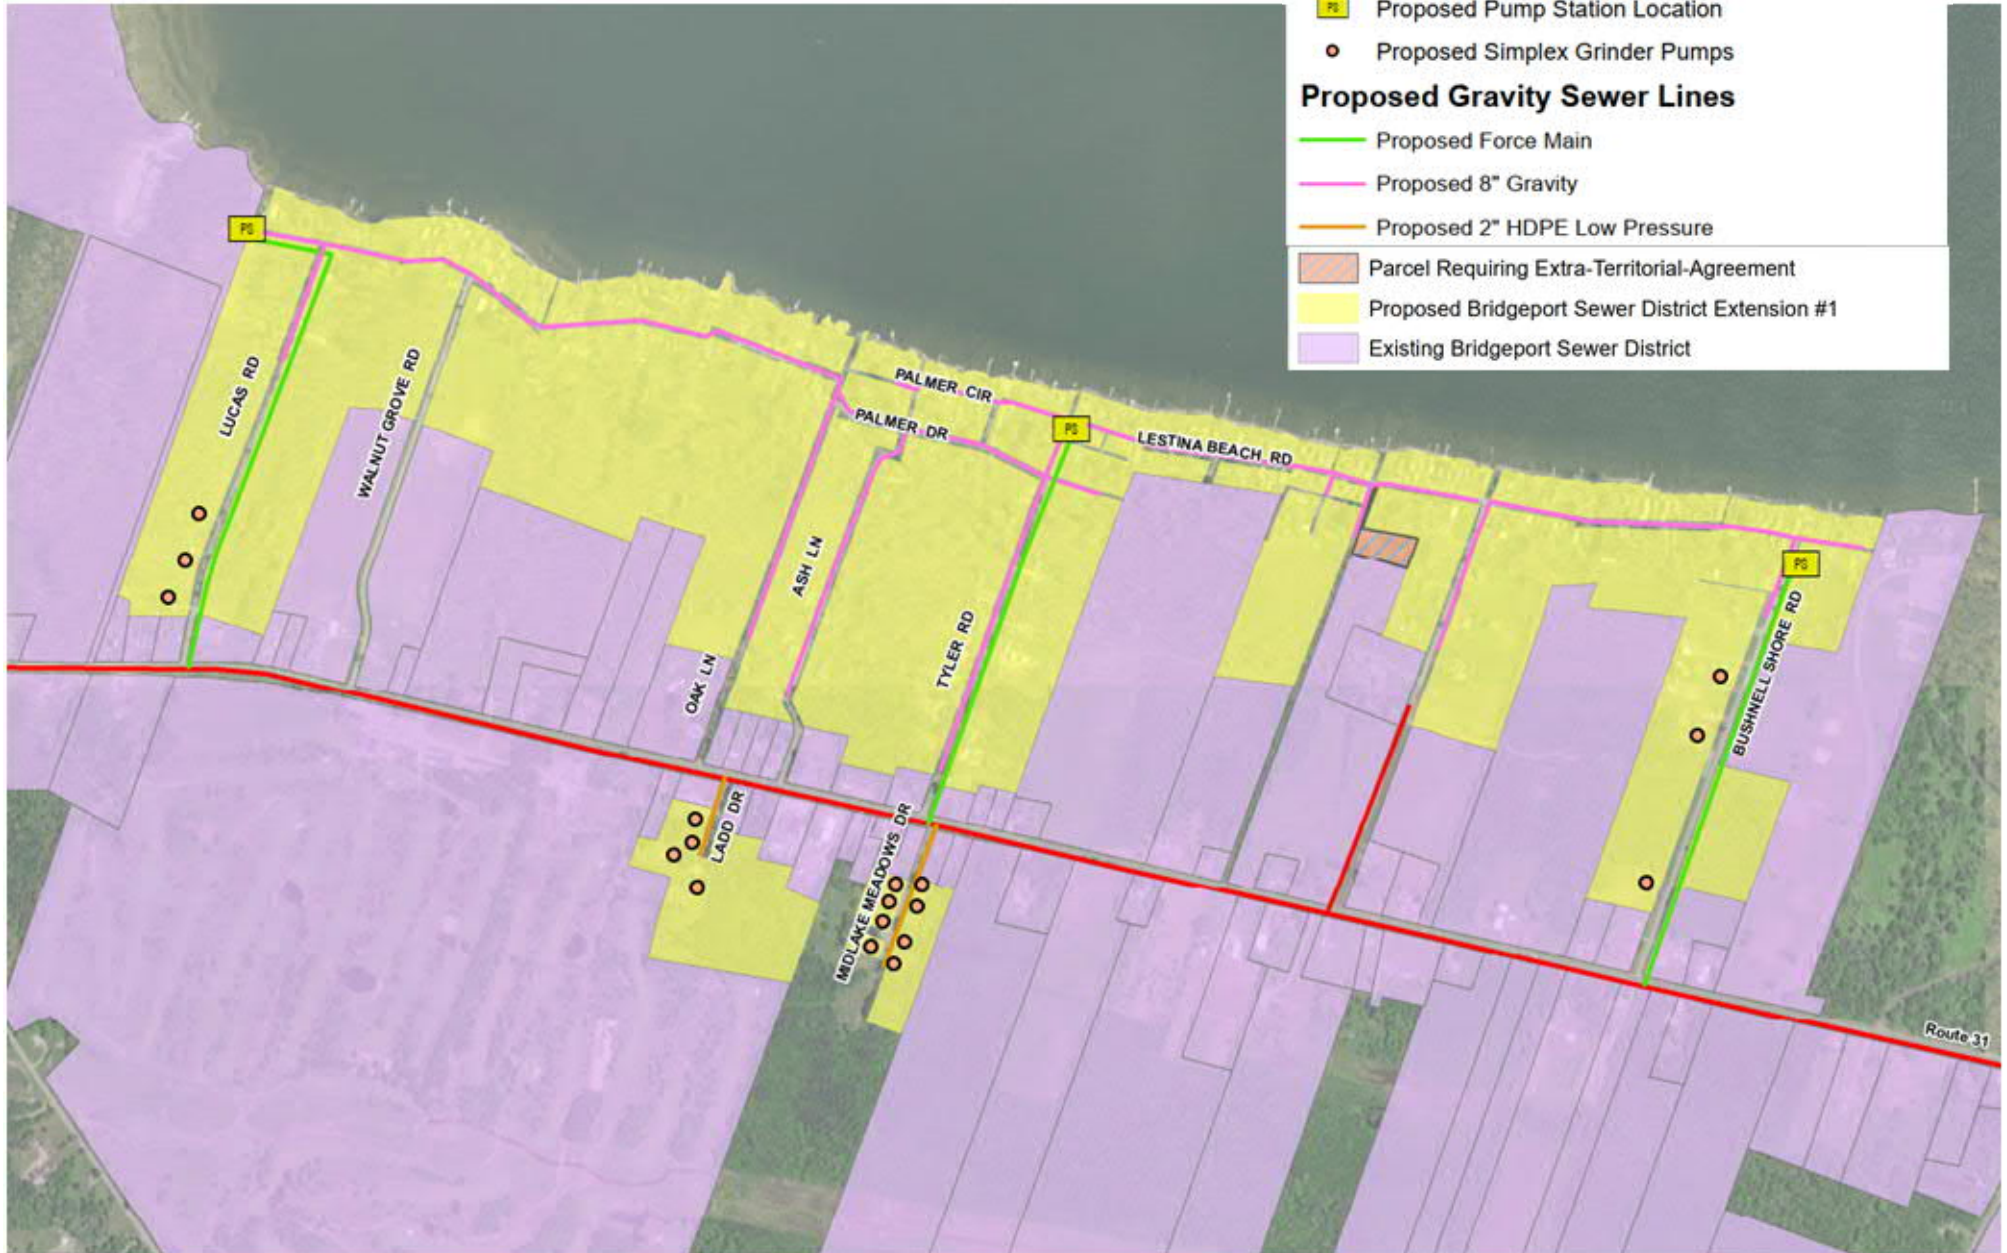 PS Proposed Pump Station Location
Proposed Simplex Grinder Pumps
Proposed Gravity Sewer Lines
Proposed Force Main
Proposed 8" Gravity
Proposed 2" HDPE Low Pressure
Parcel Requiring Extra-Territorial-Agreement
Proposed Bridgeport Sewer District Extension #1
Existing Bridgeport Sewer District
PS
LUCAS RD
WALNUT GROVE RD
PALMER CIR
PALMER DR
PS
LESTINA BEACH RD
ASH LN
OAK LN
TYLER RD
PS
BUSHNELL SHORE RD
LADD DR
MIDLAKE MEADOWS DR
Route 31